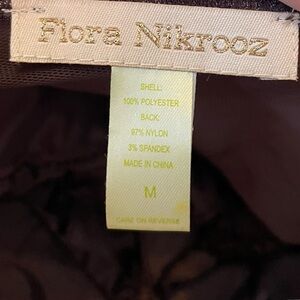 Flora Nikrooz
SHELL:
100% POLYESTER
BACK:
97% NYLON
3% SPANDEX
MADE IN CHINA
M
CARE ON REVERSE